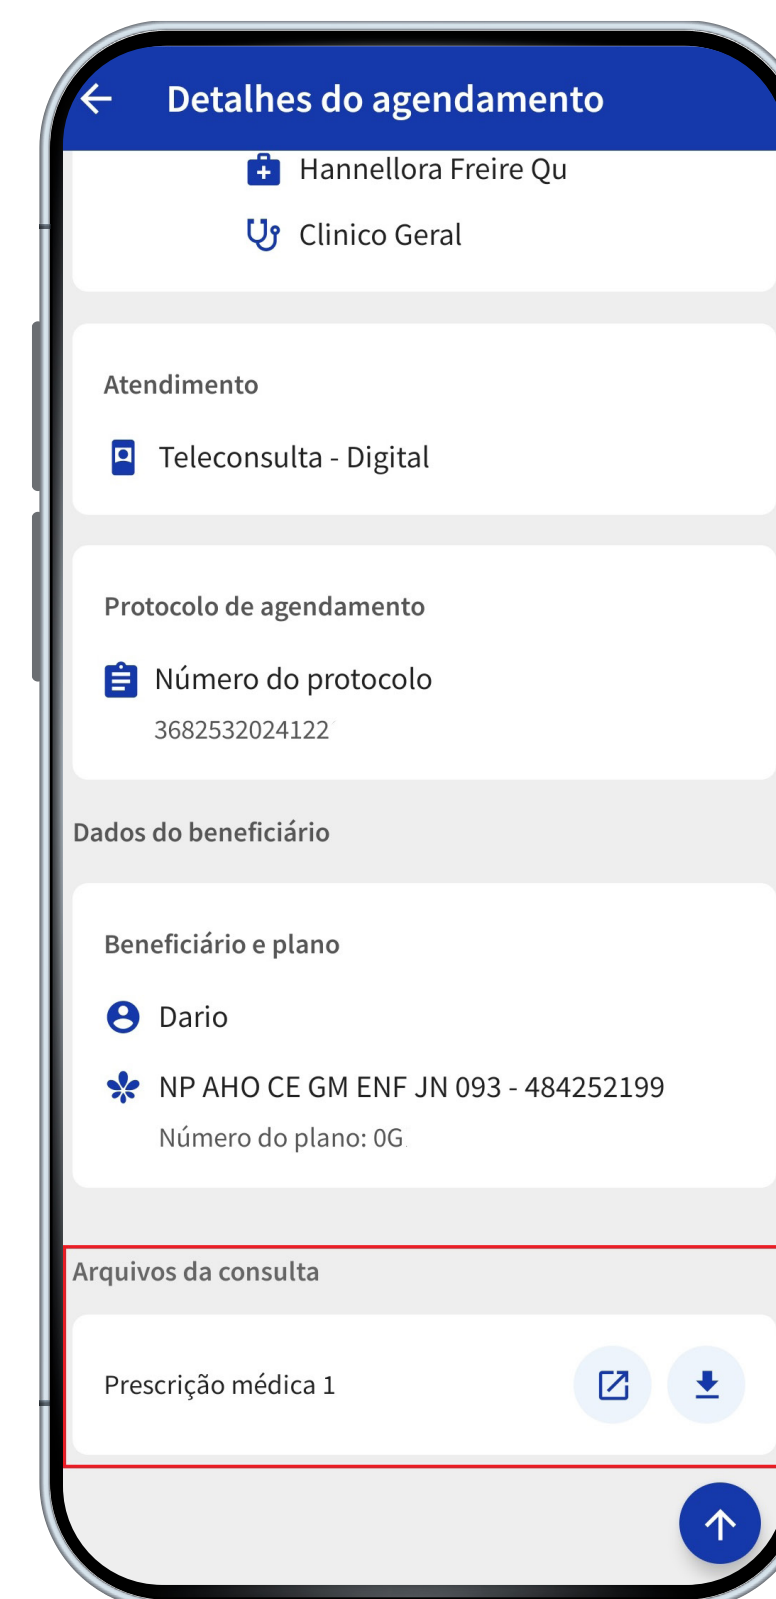 Detalhes do agendamento
Hannellora Freire Qu
Clinico Geral
Atendimento
Teleconsulta - Digital
Protocolo de agendamento
Número do protocolo
3682532024122
Dados do beneficiário
Beneficiário e plano
Dario
NP AHO CE GM ENF JN 093 - 484252199
Número do plano: 0G
Arquivos da consulta
Prescrição médica 1